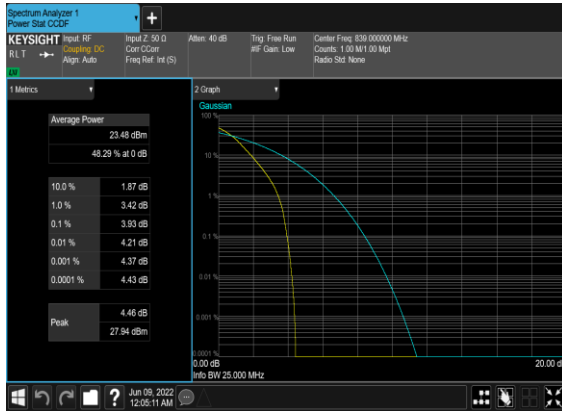 Spectrum Analyzer 1
Power Stat CCDF
+
KEYSIGHT
RLT
Input: RF
Coupling: DC
Align: Auto
Input Z: 50 Ω
Corr CCorr
Freq Ref: Int (S)
Atten: 40 dB
Trig: Free Run
#IF Gain: Low
Center Freq: 839.000000 MHz
Counts: 1.00 M/1.00 Mpt
Radio Std: None
1 Metrics
Average Power
23.48 dBm
48.29 % at 0 dB
10.0 % 1.87 dB
1.0 % 3.42 dB
0.1 % 3.93 dB
0.01 % 4.21 dB
0.001 % 4.37 dB
0.0001 % 4.43 dB
Peak
4.46 dB
27.94 dBm
2 Graph
Gaussian
100 %
10 %
1 %
0.1 %
0.01 %
0.001 %
0.0001 %
0.00 dB
20.00 d
Info BW 25.000 MHz
?
Jun 09, 2022
12:05:11 AM